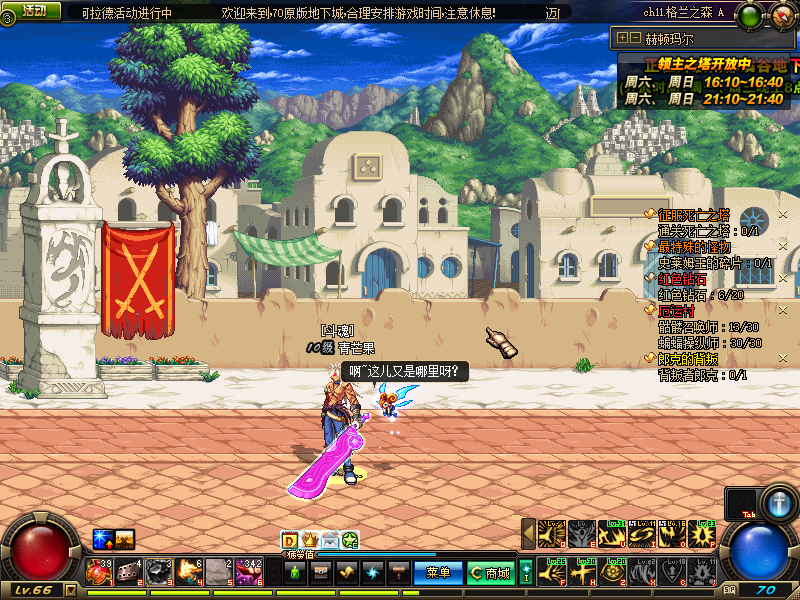 活动
可拉德活动进行中
欢迎来到,70原版地下城,合理安排游戏时间,注意休息!
ch11.格兰之森 A
赫顿玛尔
领主之塔开放中
周六、 周日 16:10~16:40
周六、 周日 21:10~21:40
征服死亡之塔
通关死亡之塔：0/1
最特殊的怪物
史莱姆王的碎片：0/1
红色钻石
红色钻石：6/20
厄运村
骷髅召唤师：13/30
蝙蝠操纵师：30/30
郎克的背叛
背叛者郎克：0/1
[斗魂]
10级 青芒果
啊~这儿又是哪里呀?
Tab
疲劳值
菜单
商城
Lv.66
SP 70